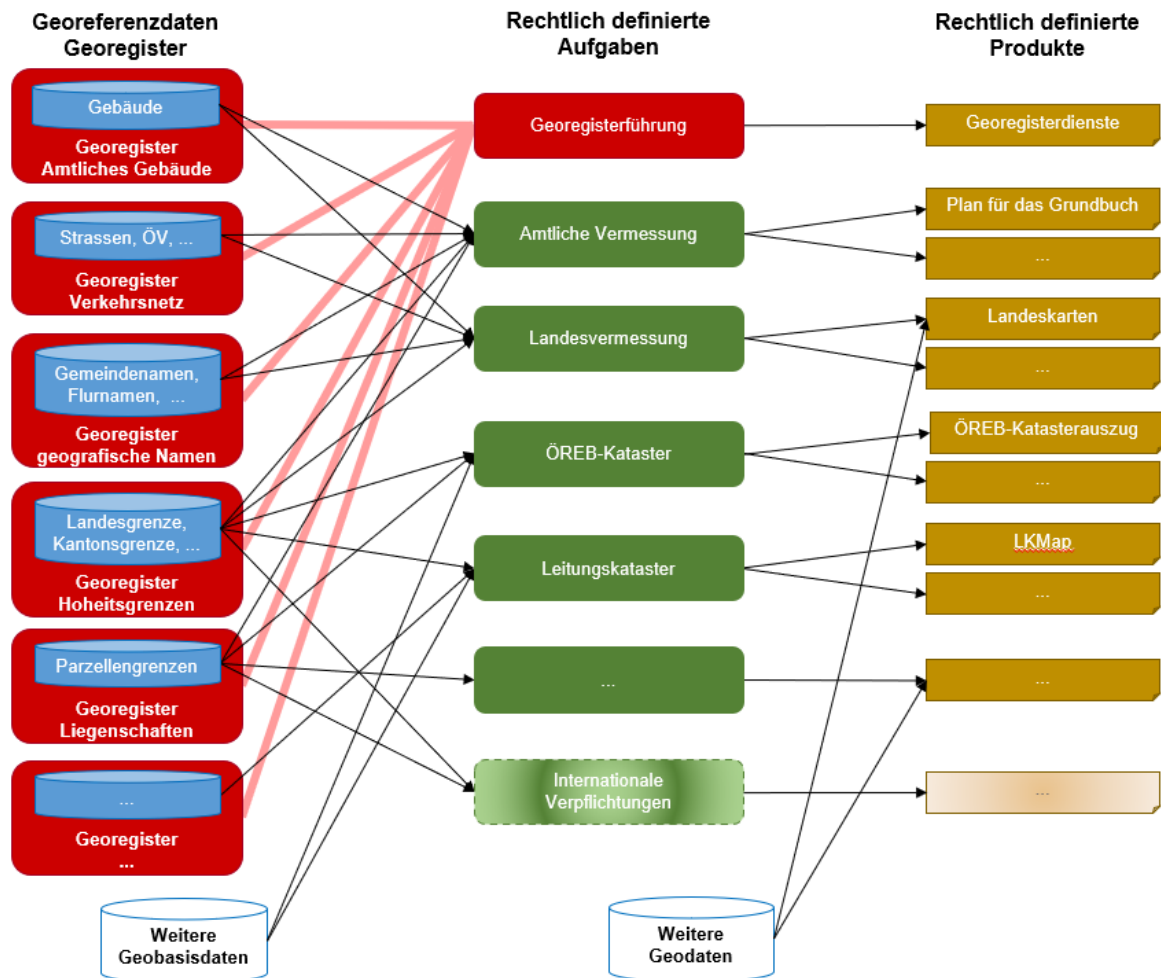 Georeferenzdaten
Georegister
Gebäude
Georegister
Amtliches Gebäude
Strassen, ÖV, ...
Georegister
Verkehrsnetz
Gemeindenamen,
Flurnamen, ...
Georegister
geografische Namen
Landesgrenze,
Kantonsgrenze, ...
Georegister
Hoheitsgrenzen
Parzellengrenzen
Georegister
Liegenschaften
...
Georegister
...
Weitere
Geobasisdaten
Rechtlich definierte
Aufgaben
Georegisterführung
Amtliche Vermessung
Landesvermessung
ÖREB-Kataster
Leitungskataster
...
Internationale
Verpflichtungen
Weitere
Geodaten
Rechtlich definierte
Produkte
Georegisterdienste
Plan für das Grundbuch
...
Landeskarten
...
ÖREB-Katasterauszug
...
LKMap
...
...
...